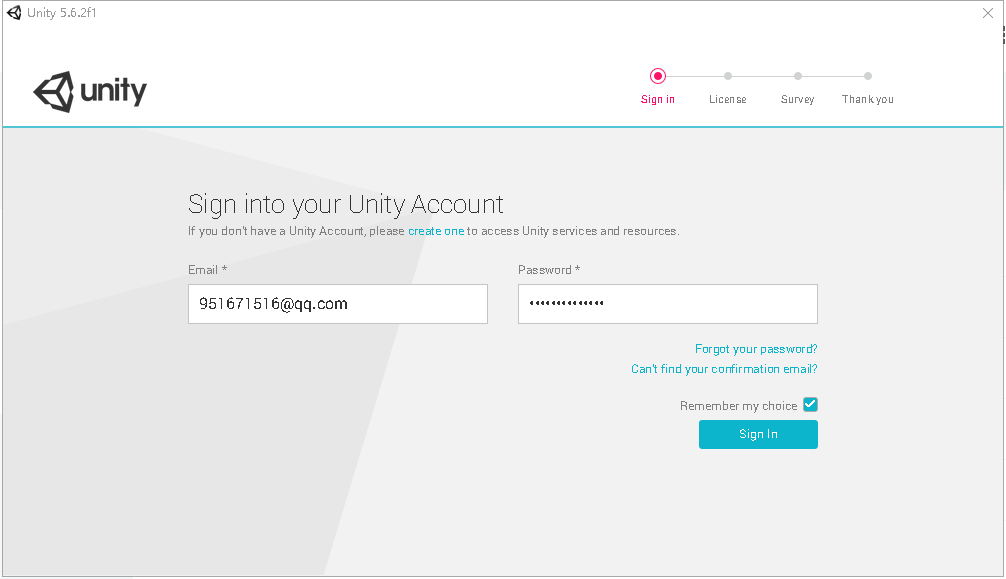 Unity 5.6.2f1
unity
Sign in License Survey Thank you
Sign into your Unity Account
If you don't have a Unity Account, please create one to access Unity services and resources.
Email * Password *
951671516@qq.com ••••••••••••••
Forgot your password?
Can't find your confirmation email?
Remember my choice
Sign In